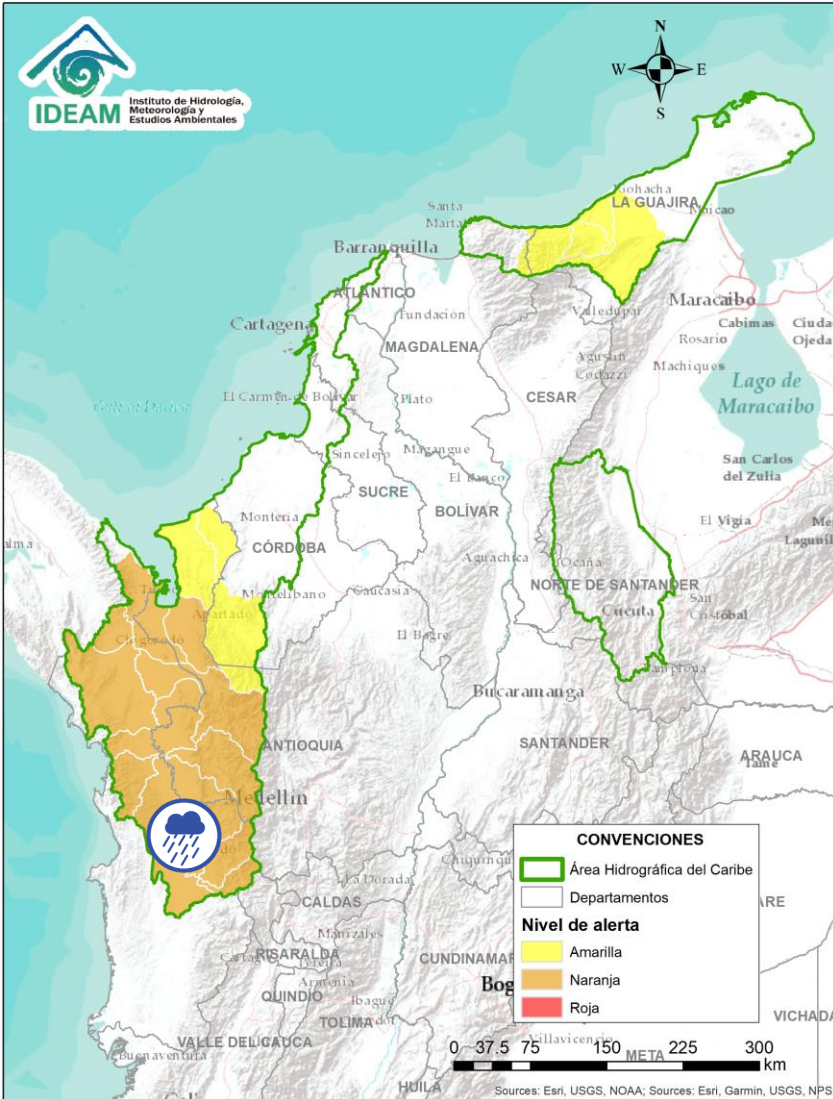 IDEAM
Instituto de Hidrología,
Meteorología y
Estudios Ambientales
N
W
E
S
Riohacha
LA GUAJIRA
Maicao
Santa
Marta
Barranquilla
ATLÁNTICO
Maracaibo
Cartagena
Fundación
Valledupar
Cabimas
Ciudad
Ojeda
Rosario
MAGDALENA
Agustín
Codazzi
Machiques
CESAR
Lago de
Maracaibo
El Carmen de Bolívar
Plato
Sincelejo
Magangué
San Carlos
del Zulia
El Banco
SUCRE
Montería
BOLÍVAR
El Vigía
CÓRDOBA
Aguachica
Ocaña
Montelíbano
Caucasia
NORTE DE SANTANDER
Apartadó
Cucuta
San
Cristóbal
Chigorodó
El Bagre
Pamplona
Bucaramanga
ANTIOQUIA
SANTANDER
ARAUCA
Tame
Medellín
La Dorada
CALDAS
Manizales
RISARALDA
Pereira
Armenia
QUINDIO
Ibagué
TOLIMA
VICHADA
VALLE DEL CAUCA
Villavicencio
Buenaventura
META
HUILA
CONVENCIONES
Área Hidrográfica del Caribe
Departamentos
Nivel de alerta
Amarilla
Naranja
Roja
0 37.5 75 150 225 300
km
Sources: Esri, USGS, NOAA; Sources: Esri, Garmin, USGS, NPS